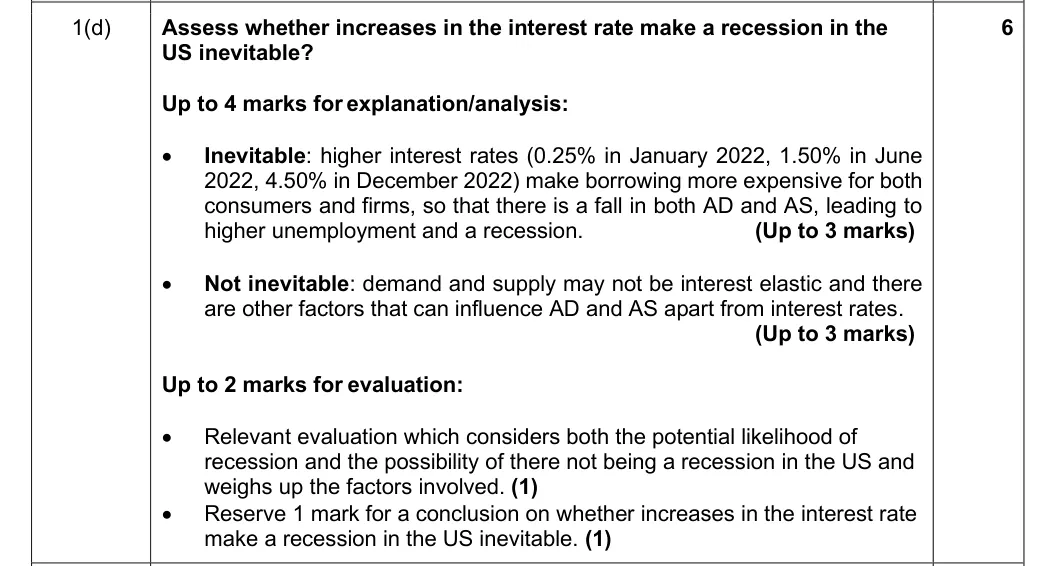 1(d)
Assess whether increases in the interest rate make a recession in the
US inevitable?
6
Up to 4 marks for explanation/analysis:
• Inevitable: higher interest rates (0.25% in January 2022, 1.50% in June
2022, 4.50% in December 2022) make borrowing more expensive for both
consumers and firms, so that there is a fall in both AD and AS, leading to
higher unemployment and a recession. (Up to 3 marks)
• Not inevitable: demand and supply may not be interest elastic and there
are other factors that can influence AD and AS apart from interest rates.
(Up to 3 marks)
Up to 2 marks for evaluation:
• Relevant evaluation which considers both the potential likelihood of
recession and the possibility of there not being a recession in the US and
weighs up the factors involved. (1)
• Reserve 1 mark for a conclusion on whether increases in the interest rate
make a recession in the US inevitable. (1)